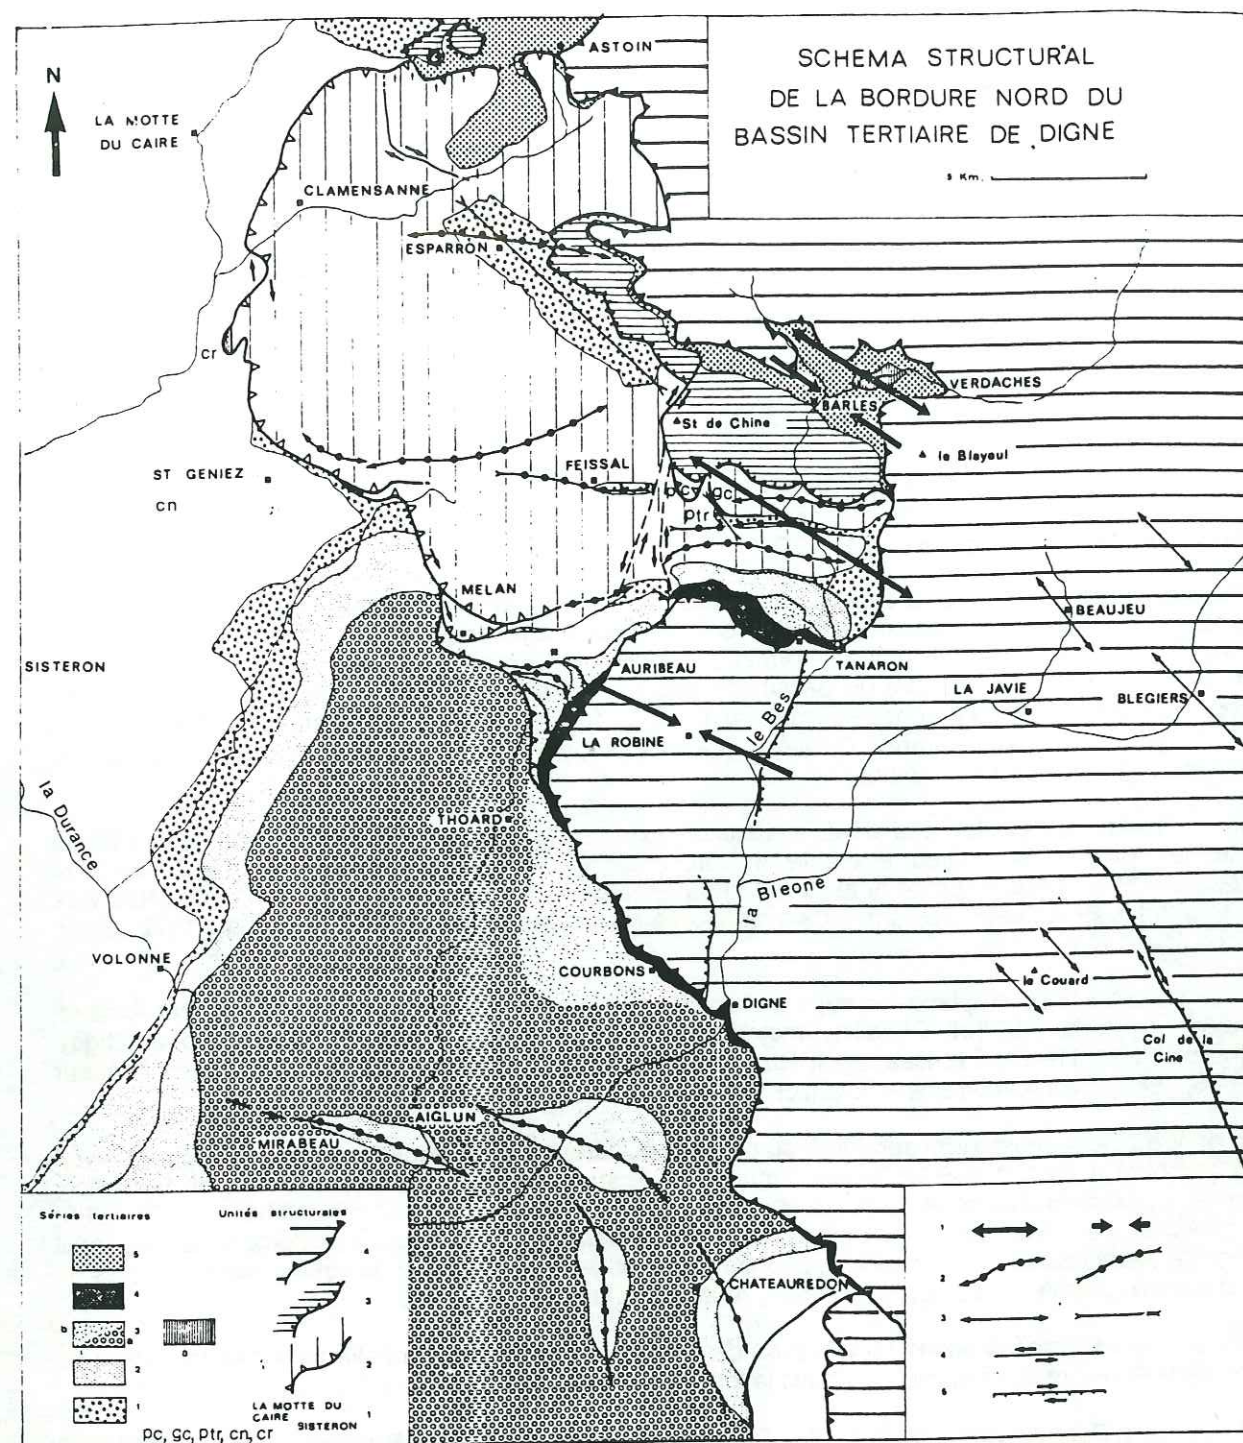 SCHEMA STRUCTURAL
DE LA BORDURE NORD DU
BASSIN TERTIAIRE DE DIGNE
5 Km.
N
ASTOIN
LA MOTTE
DU CAIRE
CLAMENSANNE
ESPARRON
cr
VERDACHES
BARLES
St de Chine
le Blayeul
FEISSAL
ST GENIEZ
cn
pc
gc
ptr
MELAN
BEAUJEU
SISTERON
AURIBEAU
TANARON
LA JAVIE
BLEGIERS
le Bes
LA ROBINE
la Durance
THOARD
la Bleone
VOLONNE
COURBONS
le Couard
DIGNE
Col de la
Cine
AIGLUN
MIRABEAU
CHATEAUREDON
Séries tertiaires
5
4
b 3 a
2
1
0
Unités structurales
4
3
2
LA MOTTE DU
CAIRE SISTERON 1
pc, gc, ptr, cn, cr
1
2
3
4
5